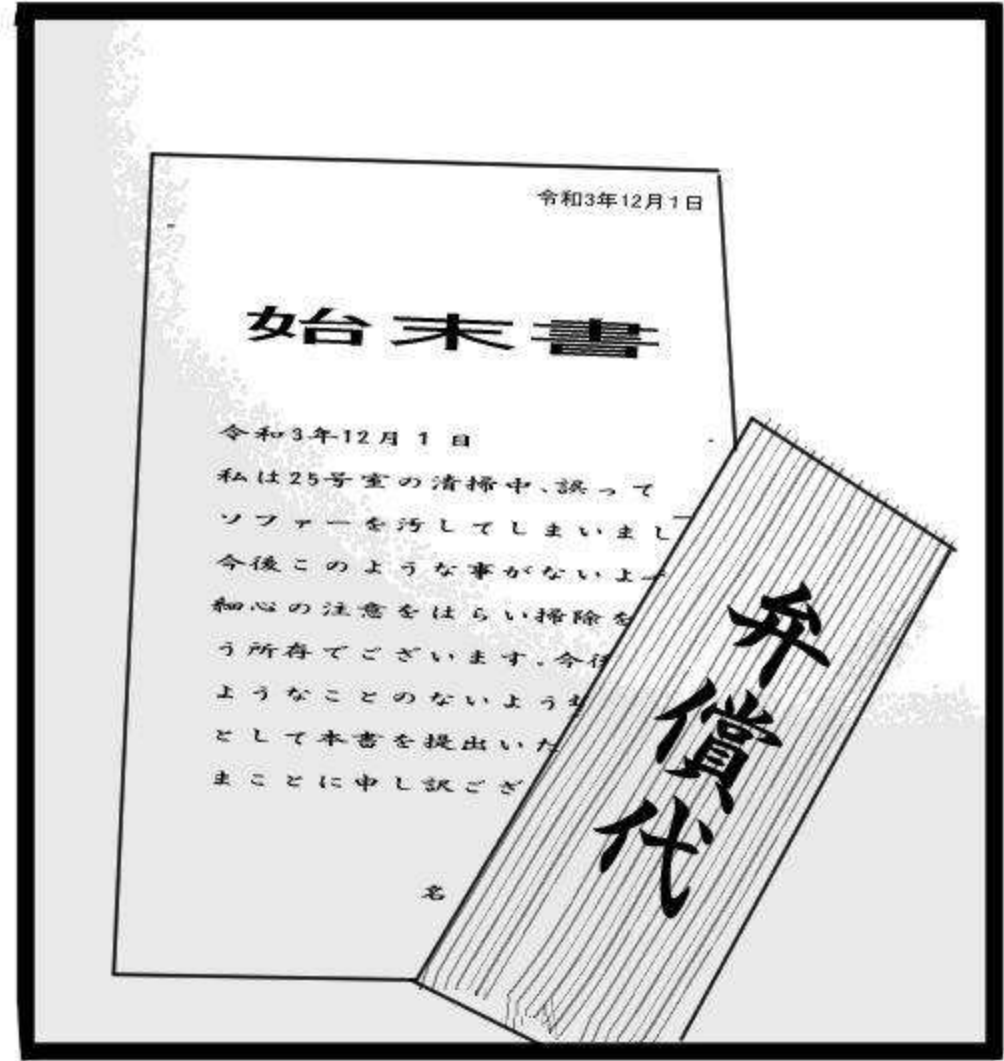 令和3年12月1日
始末書
令和3年12月1日
私は25号室の清掃中、誤って
ソファーを汚してしまいまし
今後このような事がないよ
細心の注意をはらい掃除を
う所存でございます。今後
ようなことのないよう
として本書を提出いた
まことに申し訳ござ
名
弁償代